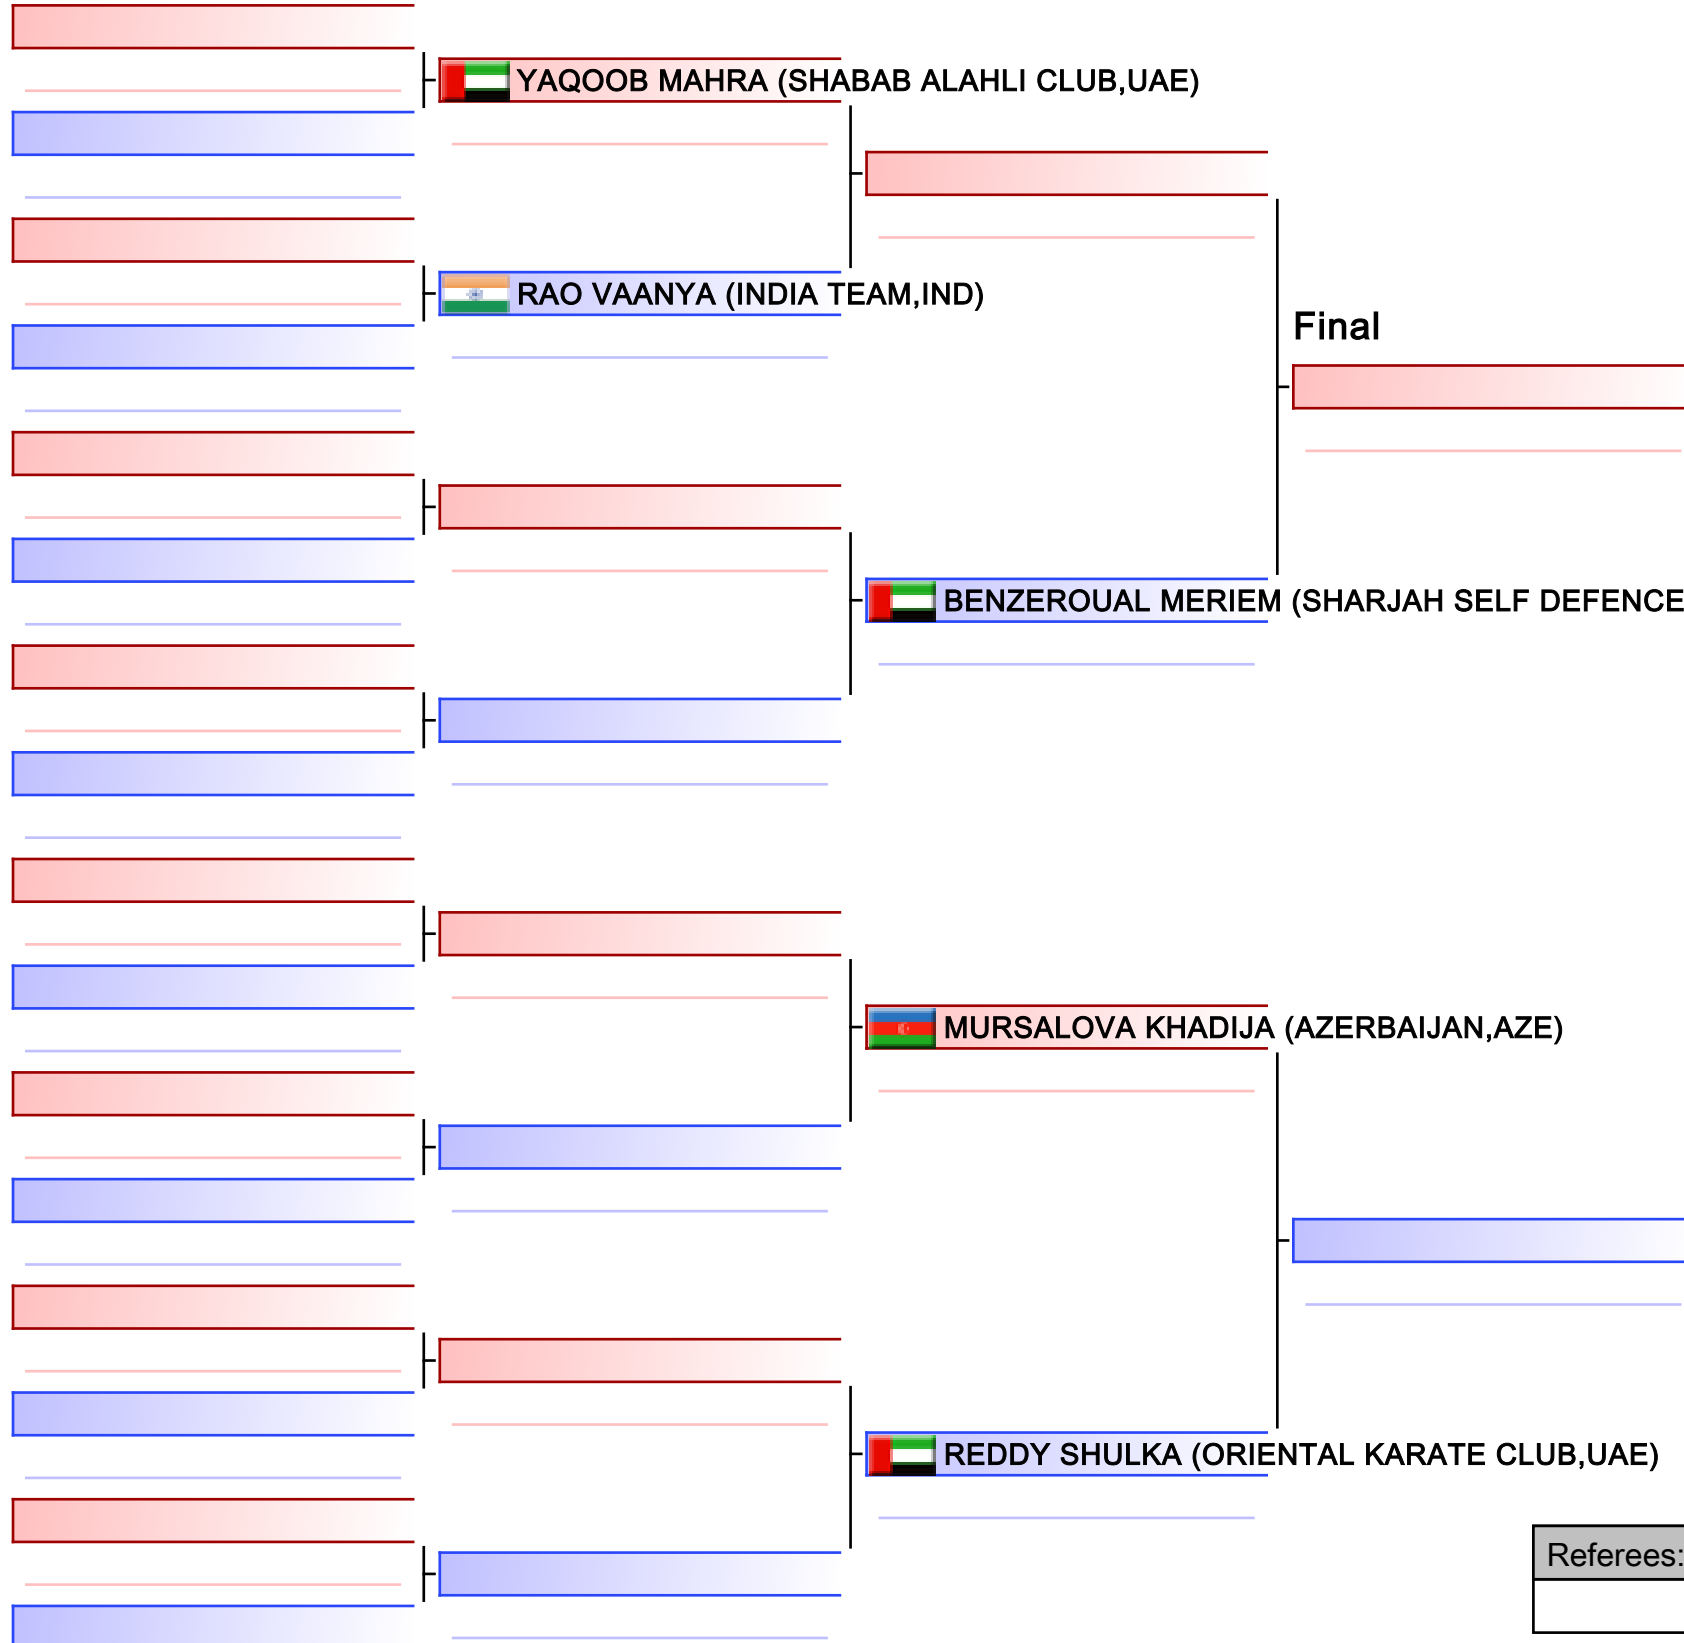 YAQOOB MAHRA (SHABAB ALAHLI CLUB,UAE)
RAO VAANYA (INDIA TEAM,IND)
Final
BENZEROUAL MERIEM (SHARJAH SELF DEFENCE
MURSALOVA KHADIJA (AZERBAIJAN,AZE)
REDDY SHULKA (ORIENTAL KARATE CLUB,UAE)
Referees: